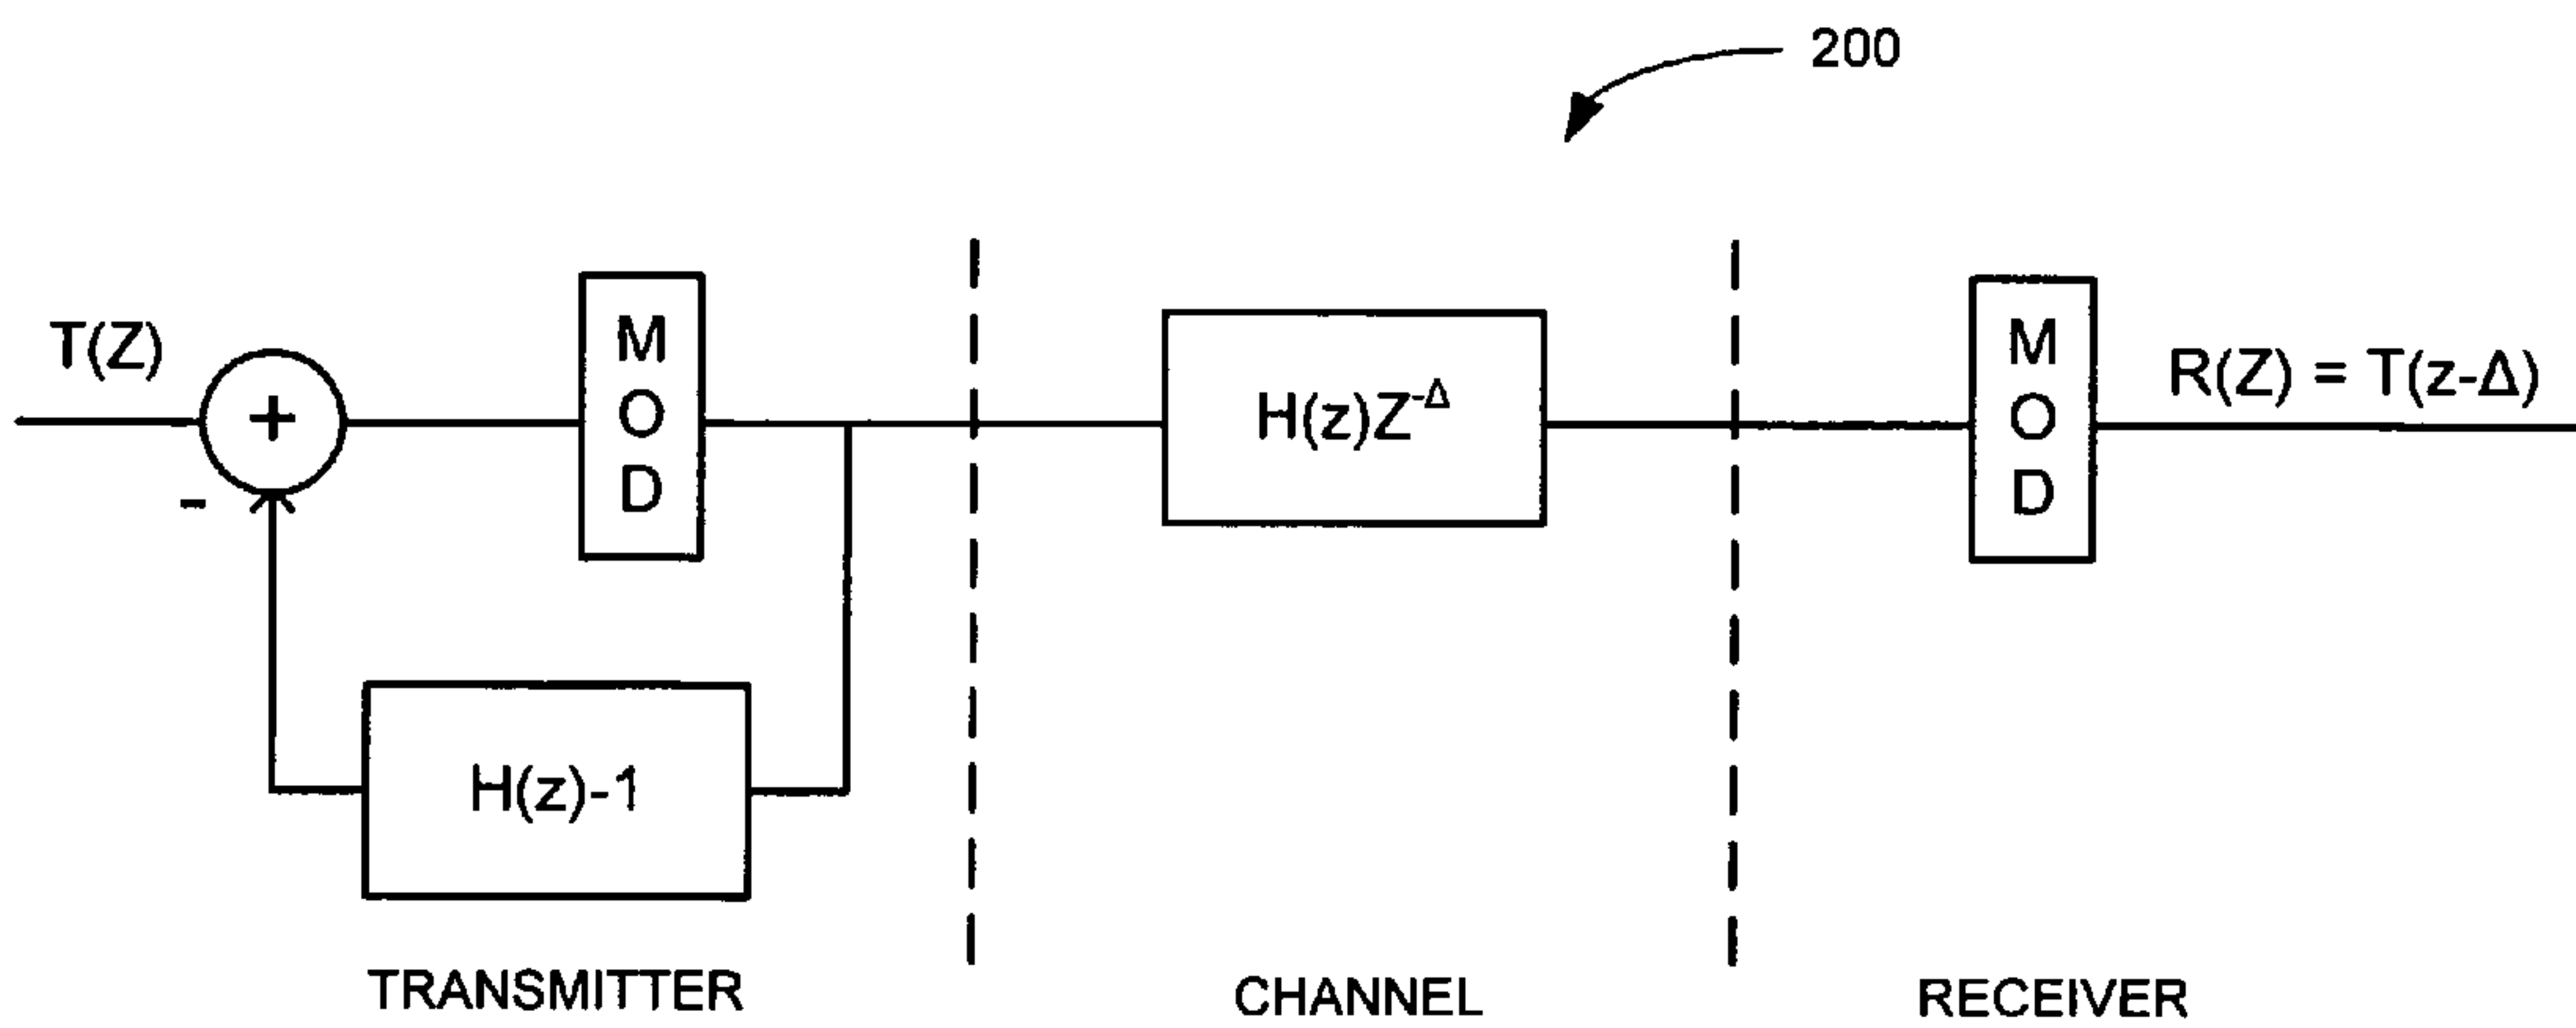 200
T(Z)
+
-
M
O
D
H(z)-1
H(z)Z^-Δ
M
O
D
R(Z) = T(z-Δ)
TRANSMITTER
CHANNEL
RECEIVER